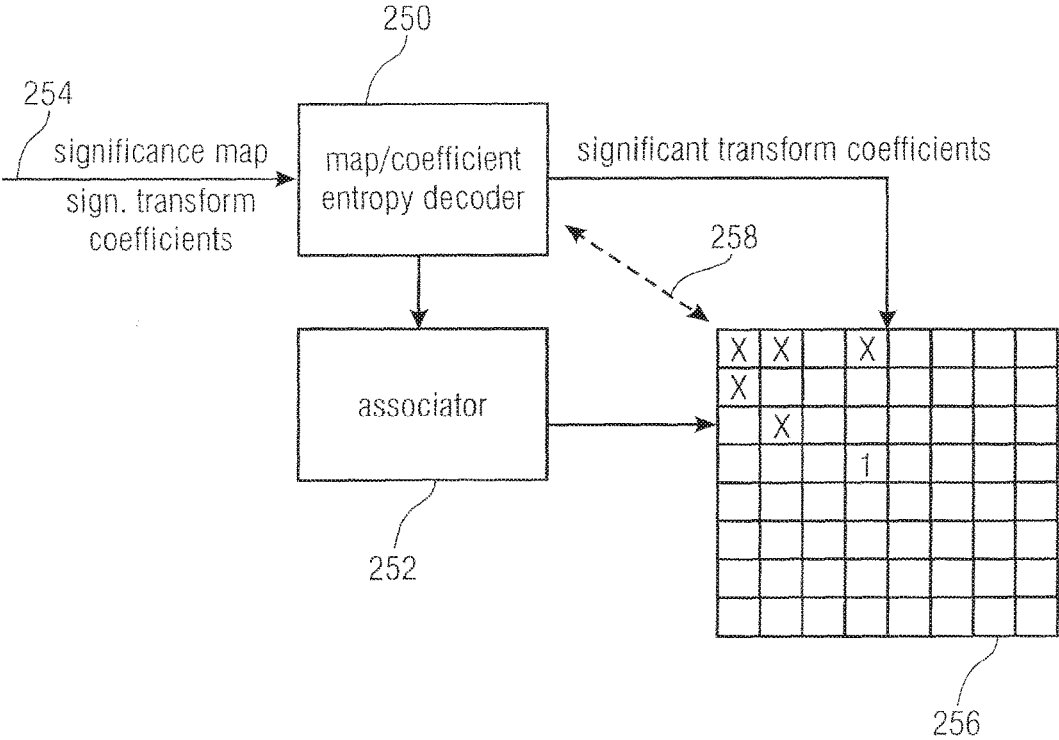 250
254
significance map
sign. transform
coefficients
map/coefficient
entropy decoder
significant transform coefficients
258
associator
X X X
X
X
1
252
256